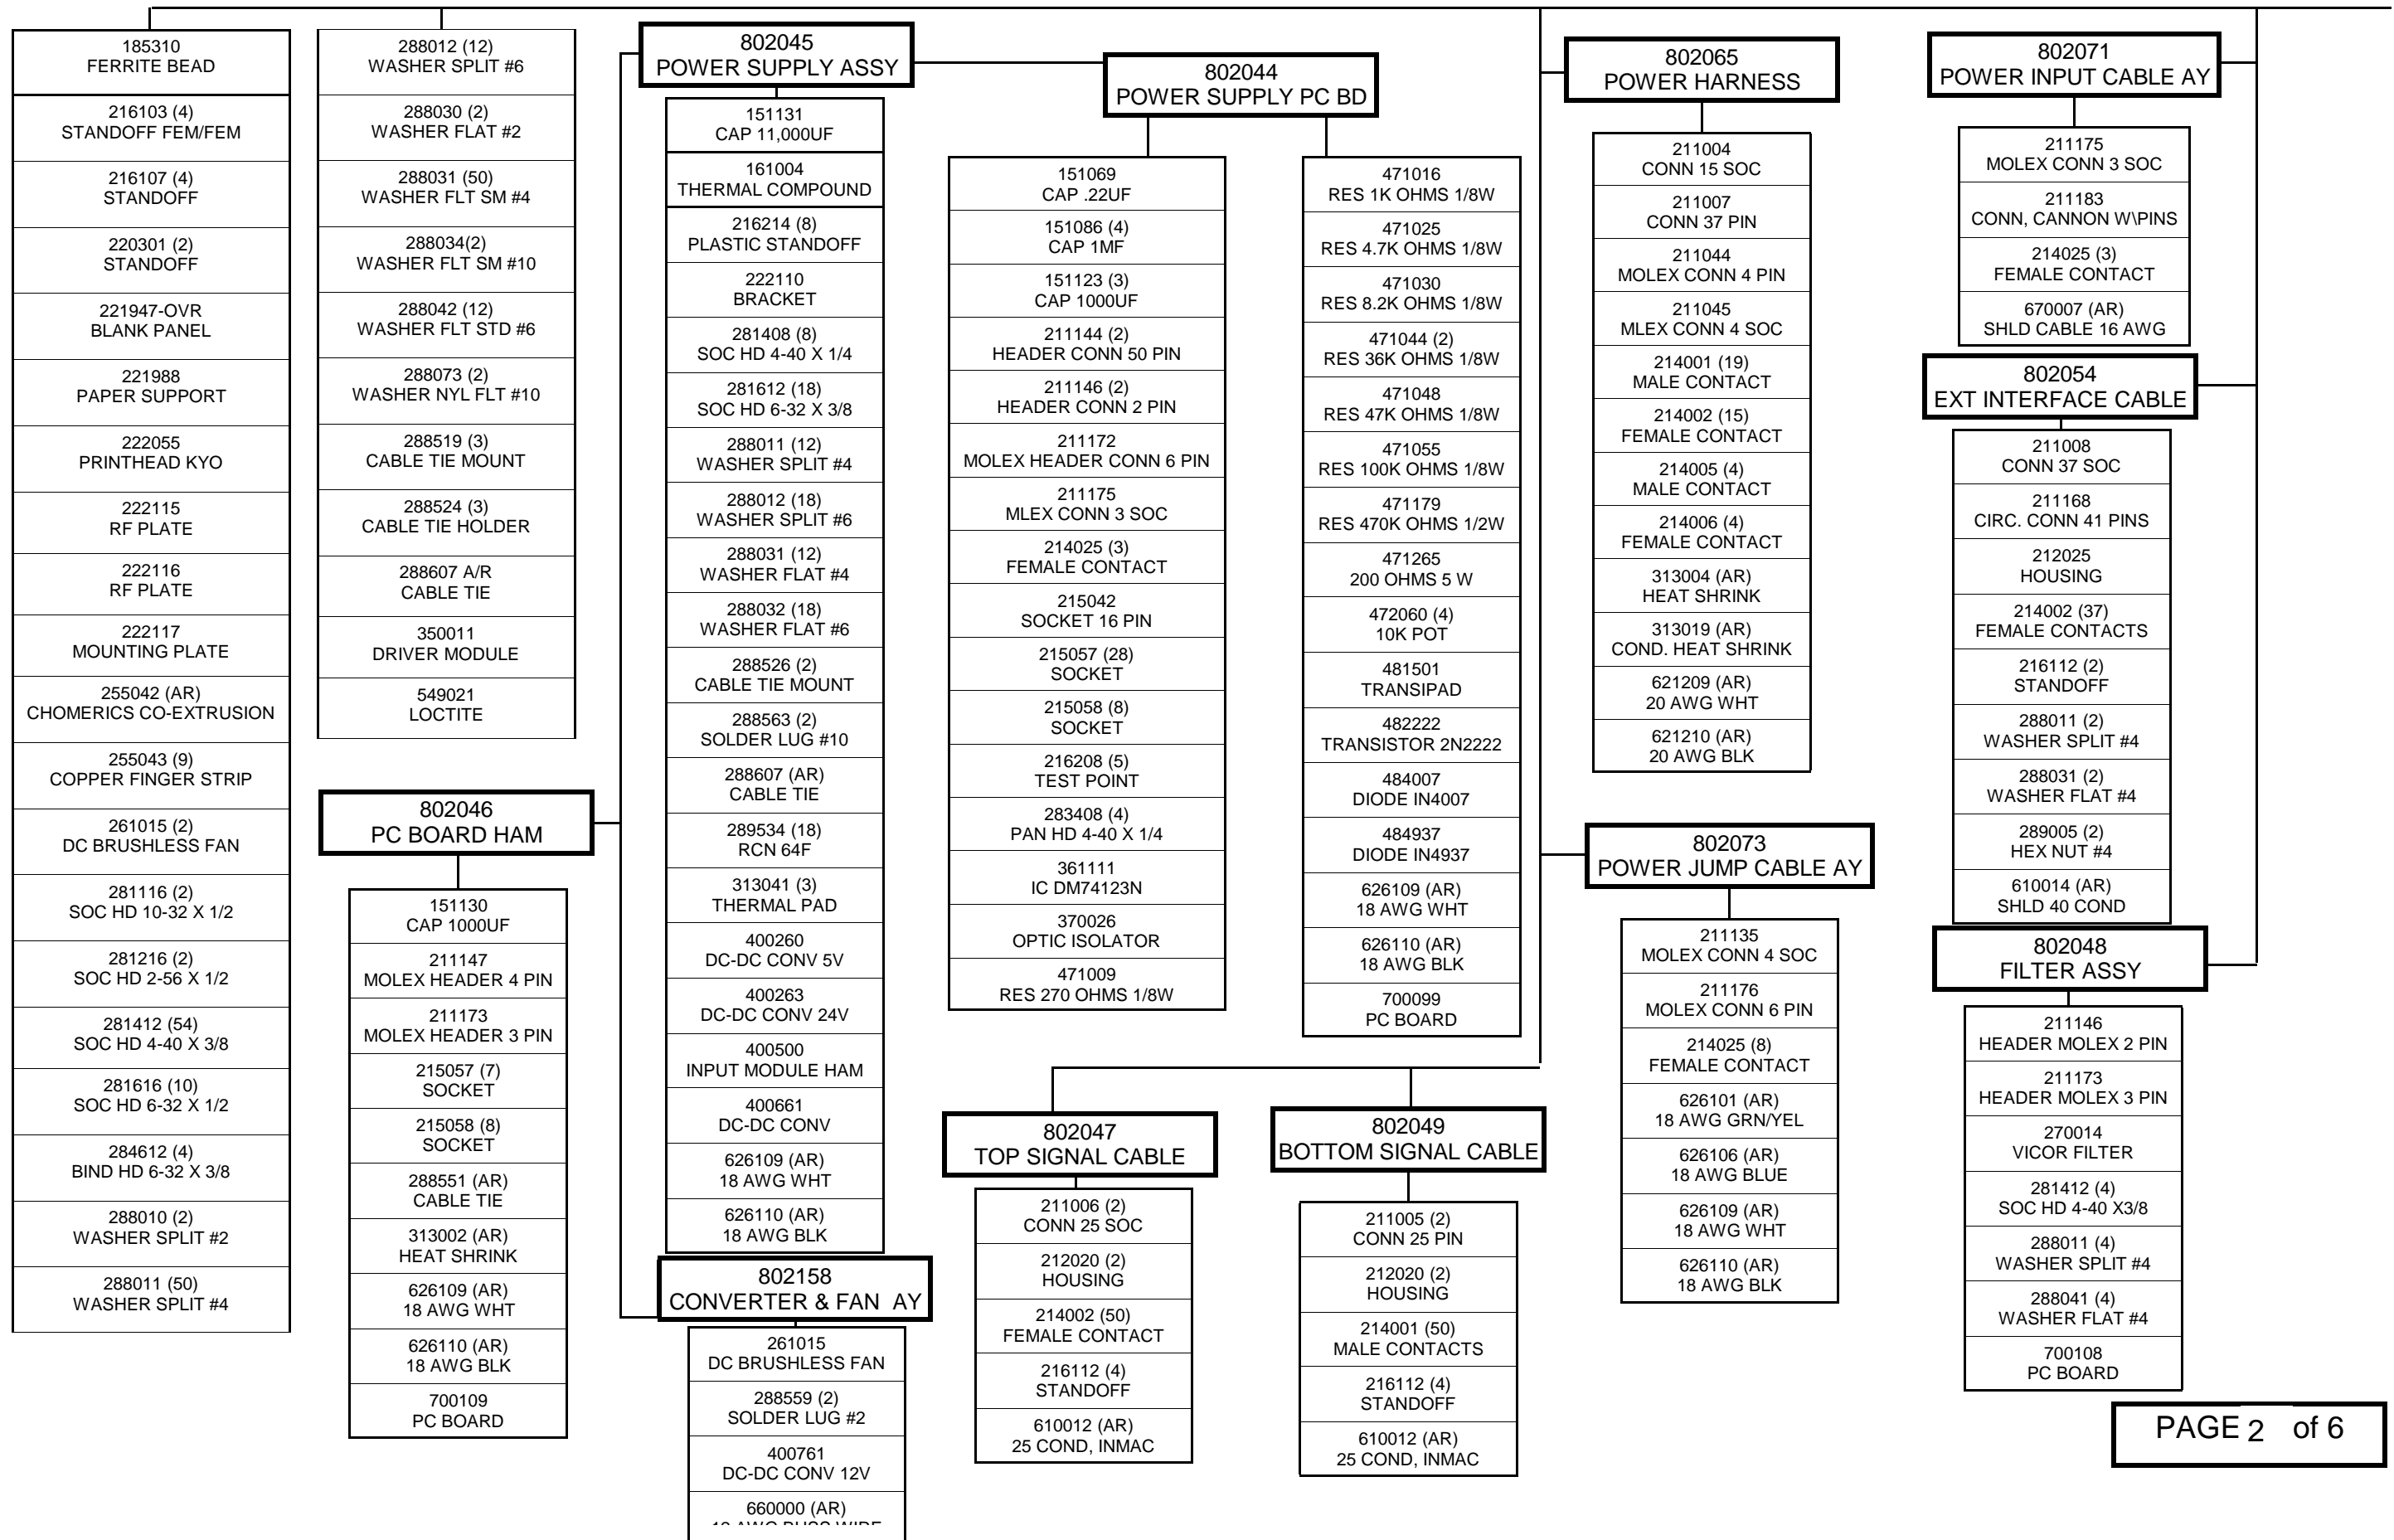 185310
FERRITE BEAD
216103 (4)
STANDOFF FEM/FEM
216107 (4)
STANDOFF
220301 (2)
STANDOFF
221947-OVR
BLANK PANEL
221988
PAPER SUPPORT
222055
PRINTHEAD KYO
222115
RF PLATE
222116
RF PLATE
222117
MOUNTING PLATE
255042 (AR)
CHOMERICS CO-EXTRUSION
255043 (9)
COPPER FINGER STRIP
261015 (2)
DC BRUSHLESS FAN
281116 (2)
SOC HD 10-32 X 1/2
281216 (2)
SOC HD 2-56 X 1/2
281412 (54)
SOC HD 4-40 X 3/8
281616 (10)
SOC HD 6-32 X 1/2
284612 (4)
BIND HD 6-32 X 3/8
288010 (2)
WASHER SPLIT #2
288011 (50)
WASHER SPLIT #4
288012 (12)
WASHER SPLIT #6
288030 (2)
WASHER FLAT #2
288031 (50)
WASHER FLT SM #4
288034(2)
WASHER FLT SM #10
288042 (12)
WASHER FLT STD #6
288073 (2)
WASHER NYL FLT #10
288519 (3)
CABLE TIE MOUNT
288524 (3)
CABLE TIE HOLDER
288607 A/R
CABLE TIE
350011
DRIVER MODULE
549021
LOCTITE
802046
PC BOARD HAM
151130
CAP 1000UF
211147
MOLEX HEADER 4 PIN
211173
MOLEX HEADER 3 PIN
215057 (7)
SOCKET
215058 (8)
SOCKET
288551 (AR)
CABLE TIE
313002 (AR)
HEAT SHRINK
626109 (AR)
18 AWG WHT
626110 (AR)
18 AWG BLK
700109
PC BOARD
802045
POWER SUPPLY ASSY
151131
CAP 11,000UF
161004
THERMAL COMPOUND
216214 (8)
PLASTIC STANDOFF
222110
BRACKET
281408 (8)
SOC HD 4-40 X 1/4
281612 (18)
SOC HD 6-32 X 3/8
288011 (12)
WASHER SPLIT #4
288012 (18)
WASHER SPLIT #6
288031 (12)
WASHER FLAT #4
288032 (18)
WASHER FLAT #6
288526 (2)
CABLE TIE MOUNT
288563 (2)
SOLDER LUG #10
288607 (AR)
CABLE TIE
289534 (18)
RCN 64F
313041 (3)
THERMAL PAD
400260
DC-DC CONV 5V
400263
DC-DC CONV 24V
400500
INPUT MODULE HAM
400661
DC-DC CONV
626109 (AR)
18 AWG WHT
626110 (AR)
18 AWG BLK
802158
CONVERTER & FAN AY
261015
DC BRUSHLESS FAN
288559 (2)
SOLDER LUG #2
400761
DC-DC CONV 12V
660000 (AR)
802044
POWER SUPPLY PC BD
151069
CAP .22UF
151086 (4)
CAP 1MF
151123 (3)
CAP 1000UF
211144 (2)
HEADER CONN 50 PIN
211146 (2)
HEADER CONN 2 PIN
211172
MOLEX HEADER CONN 6 PIN
211175
MLEX CONN 3 SOC
214025 (3)
FEMALE CONTACT
215042
SOCKET 16 PIN
215057 (28)
SOCKET
215058 (8)
SOCKET
216208 (5)
TEST POINT
283408 (4)
PAN HD 4-40 X 1/4
361111
IC DM74123N
370026
OPTIC ISOLATOR
471009
RES 270 OHMS 1/8W
471016
RES 1K OHMS 1/8W
471025
RES 4.7K OHMS 1/8W
471030
RES 8.2K OHMS 1/8W
471044 (2)
RES 36K OHMS 1/8W
471048
RES 47K OHMS 1/8W
471055
RES 100K OHMS 1/8W
471179
RES 470K OHMS 1/2W
471265
200 OHMS 5 W
472060 (4)
10K POT
481501
TRANSIPAD
482222
TRANSISTOR 2N2222
484007
DIODE IN4007
484937
DIODE IN4937
626109 (AR)
18 AWG WHT
626110 (AR)
18 AWG BLK
700099
PC BOARD
802047
TOP SIGNAL CABLE
211006 (2)
CONN 25 SOC
212020 (2)
HOUSING
214002 (50)
FEMALE CONTACT
216112 (4)
STANDOFF
610012 (AR)
25 COND, INMAC
802049
BOTTOM SIGNAL CABLE
211005 (2)
CONN 25 PIN
212020 (2)
HOUSING
214001 (50)
MALE CONTACTS
216112 (4)
STANDOFF
610012 (AR)
25 COND, INMAC
802065
POWER HARNESS
211004
CONN 15 SOC
211007
CONN 37 PIN
211044
MOLEX CONN 4 PIN
211045
MLEX CONN 4 SOC
214001 (19)
MALE CONTACT
214002 (15)
FEMALE CONTACT
214005 (4)
MALE CONTACT
214006 (4)
FEMALE CONTACT
313004 (AR)
HEAT SHRINK
313019 (AR)
COND. HEAT SHRINK
621209 (AR)
20 AWG WHT
621210 (AR)
20 AWG BLK
802073
POWER JUMP CABLE AY
211135
MOLEX CONN 4 SOC
211176
MOLEX CONN 6 PIN
214025 (8)
FEMALE CONTACT
626101 (AR)
18 AWG GRN/YEL
626106 (AR)
18 AWG BLUE
626109 (AR)
18 AWG WHT
626110 (AR)
18 AWG BLK
802071
POWER INPUT CABLE AY
211175
MOLEX CONN 3 SOC
211183
CONN, CANNON W\PINS
214025 (3)
FEMALE CONTACT
670007 (AR)
SHLD CABLE 16 AWG
802054
EXT INTERFACE CABLE
211008
CONN 37 SOC
211168
CIRC. CONN 41 PINS
212025
HOUSING
214002 (37)
FEMALE CONTACTS
216112 (2)
STANDOFF
288011 (2)
WASHER SPLIT #4
288031 (2)
WASHER FLAT #4
289005 (2)
HEX NUT #4
610014 (AR)
SHLD 40 COND
802048
FILTER ASSY
211146
HEADER MOLEX 2 PIN
211173
HEADER MOLEX 3 PIN
270014
VICOR FILTER
281412 (4)
SOC HD 4-40 X3/8
288011 (4)
WASHER SPLIT #4
288041 (4)
WASHER FLAT #4
700108
PC BOARD
PAGE 2 of 6